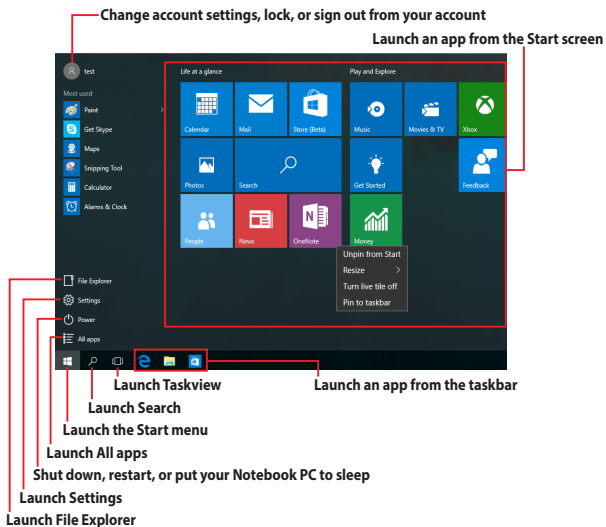 Change account settings, lock, or sign out from your account
Launch an app from the Start screen
test
Most used
Paint
Get Skype
Maps
Snipping Tool
Calculator
Alarms & Clock
File Explorer
Settings
Power
All apps
Life at a glance
Play and Explore
Calendar
Mail
Store (Beta)
Music
Movies & TV
Xbox
Photos
Search
Get Started
Feedback
People
News
OneNote
Money
Unpin from Start
Resize
Turn live tile off
Pin to taskbar
Launch Taskview
Launch an app from the taskbar
Launch Search
Launch the Start menu
Launch All apps
Shut down, restart, or put your Notebook PC to sleep
Launch Settings
Launch File Explorer